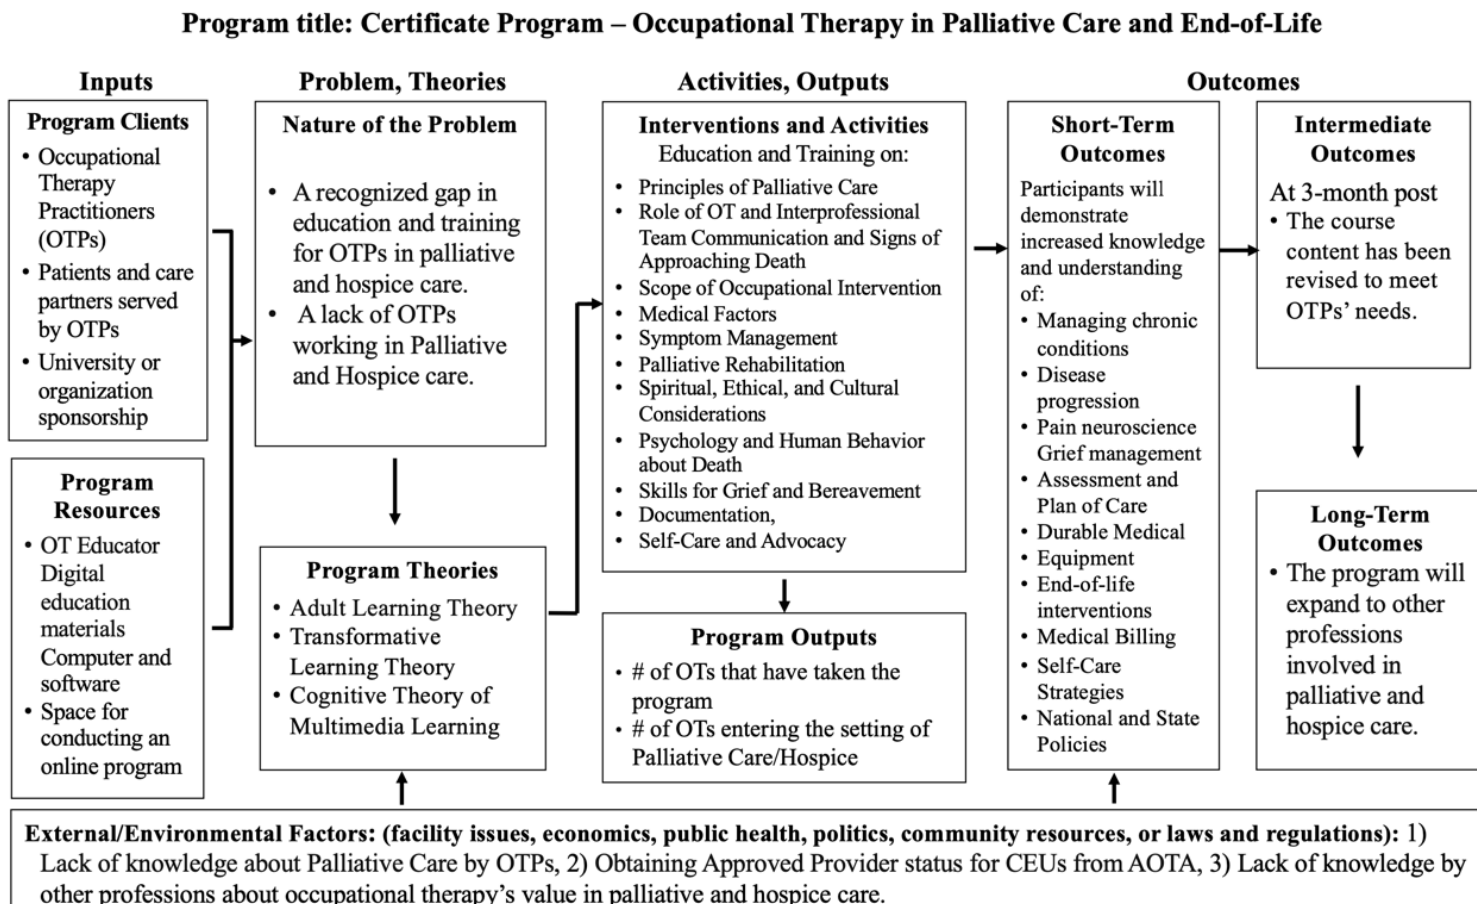 Program title: Certificate Program – Occupational Therapy in Palliative Care and End-of-Life
Inputs
Program Clients
• Occupational
Therapy
Practitioners
(OTPs)
• Patients and care
partners served
by OTPs
• University or
organization
sponsorship
Program
Resources
• OT Educator
Digital
education
materials
Computer and
software
• Space for
conducting an
online program
Problem, Theories
Nature of the Problem
• A recognized gap in
education and training
for OTPs in palliative
and hospice care.
• A lack of OTPs
working in Palliative
and Hospice care.
Program Theories
• Adult Learning Theory
• Transformative
Learning Theory
• Cognitive Theory of
Multimedia Learning
Activities, Outputs
Interventions and Activities
Education and Training on:
• Principles of Palliative Care
• Role of OT and Interprofessional
Team Communication and Signs of
Approaching Death
• Scope of Occupational Intervention
• Medical Factors
• Symptom Management
• Palliative Rehabilitation
• Spiritual, Ethical, and Cultural
Considerations
• Psychology and Human Behavior
about Death
• Skills for Grief and Bereavement
• Documentation,
• Self-Care and Advocacy
Program Outputs
• # of OTs that have taken the
program
• # of OTs entering the setting of
Palliative Care/Hospice
Outcomes
Short-Term
Outcomes
Participants will
demonstrate
increased knowledge
and understanding
of:
• Managing chronic
conditions
• Disease
progression
• Pain neuroscience
Grief management
• Assessment and
Plan of Care
• Durable Medical
• Equipment
• End-of-life
interventions
• Medical Billing
• Self-Care
Strategies
• National and State
Policies
Intermediate
Outcomes
At 3-month post
• The course
content has been
revised to meet
OTPs’ needs.
Long-Term
Outcomes
• The program will
expand to other
professions
involved in
palliative and
hospice care.
External/Environmental Factors: (facility issues, economics, public health, politics, community resources, or laws and regulations): 1)
Lack of knowledge about Palliative Care by OTPs, 2) Obtaining Approved Provider status for CEUs from AOTA, 3) Lack of knowledge by
other professions about occupational therapy’s value in palliative and hospice care.